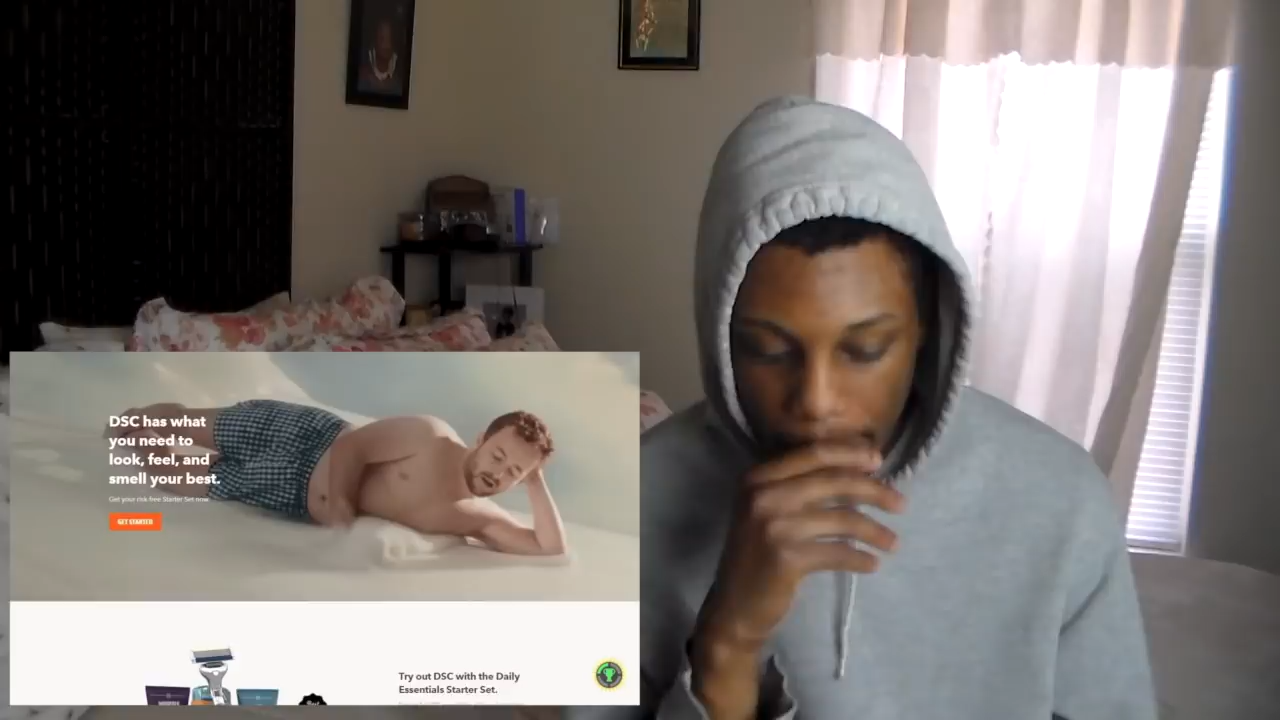 DSC has what
you need to
look, feel, and
smell your best.
Get your risk free Starter Set now
GET STARTED
Try out DSC with the Daily
Essentials Starter Set.